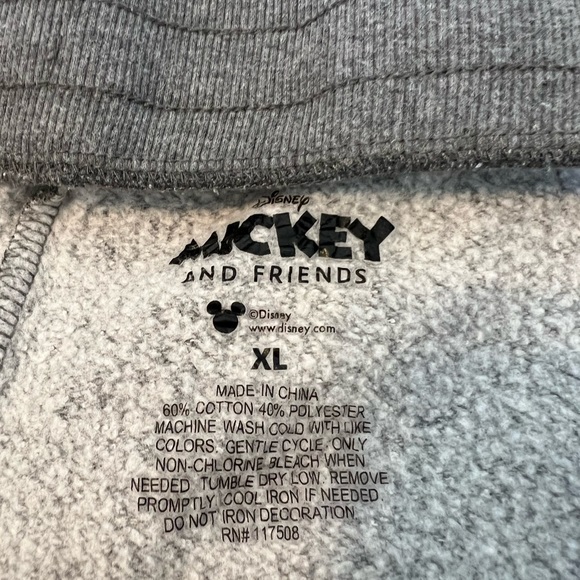 Disney
MICKEY
AND FRIENDS
©Disney
www.disney.com
XL
MADE IN CHINA
60% COTTON 40% POLYESTER
MACHINE WASH COLD WITH LIKE
COLORS. GENTLE CYCLE. ONLY
NON-CHLORINE BLEACH WHEN
NEEDED. TUMBLE DRY LOW. REMOVE
PROMPTLY. COOL IRON IF NEEDED.
DO NOT IRON DECORATION.
RN# 117508